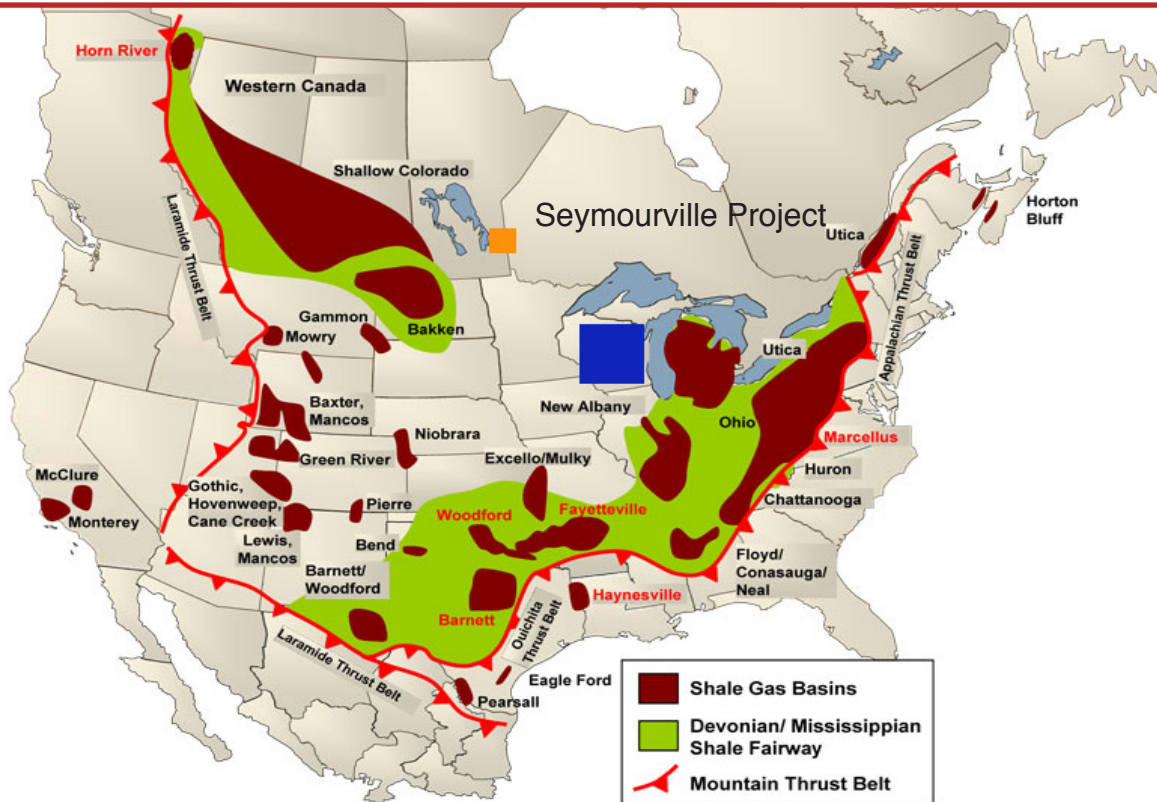 Horn River
Western Canada
Shallow Colorado
Seymourville Project
Horton
Bluff
Utica
Laramide Thrust Belt
Appalachian Thrust Belt
Gammon
Mowry
Bakken
Utica
Baxter,
Mancos
New Albany
Ohio
Niobrara
Marcellus
Green River
Excello/Mulky
McClure
Huron
Gothic,
Hovenweep,
Cane Creek
Pierre
Chattanooga
Monterey
Woodford
Fayetteville
Lewis,
Mancos
Bend
Floyd/
Conasauga/
Neal
Barnett/
Woodford
Haynesville
Barnett
Ouichita
Thrust Belt
Laramide Thrust Belt
Eagle Ford
Pearsall
Shale Gas Basins
Devonian/ Mississippian
Shale Fairway
Mountain Thrust Belt